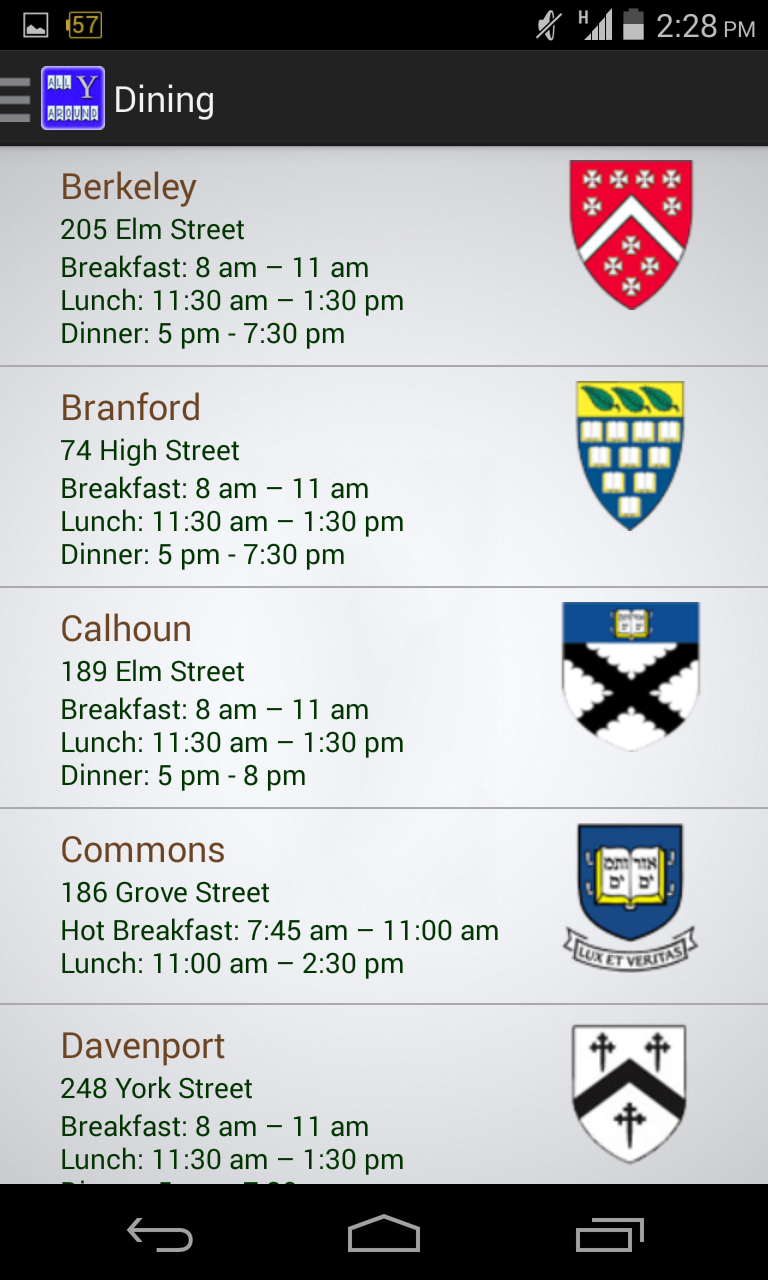 57
H
2:28 PM
ALL Y
AROUND
Dining
Berkeley
205 Elm Street
Breakfast: 8 am – 11 am
Lunch: 11:30 am – 1:30 pm
Dinner: 5 pm - 7:30 pm
Branford
74 High Street
Breakfast: 8 am – 11 am
Lunch: 11:30 am – 1:30 pm
Dinner: 5 pm - 7:30 pm
Calhoun
189 Elm Street
Breakfast: 8 am – 11 am
Lunch: 11:30 am – 1:30 pm
Dinner: 5 pm - 8 pm
Commons
186 Grove Street
Hot Breakfast: 7:45 am – 11:00 am
Lunch: 11:00 am – 2:30 pm
אורים ותמים
LUX ET VERITAS
Davenport
248 York Street
Breakfast: 8 am – 11 am
Lunch: 11:30 am – 1:30 pm